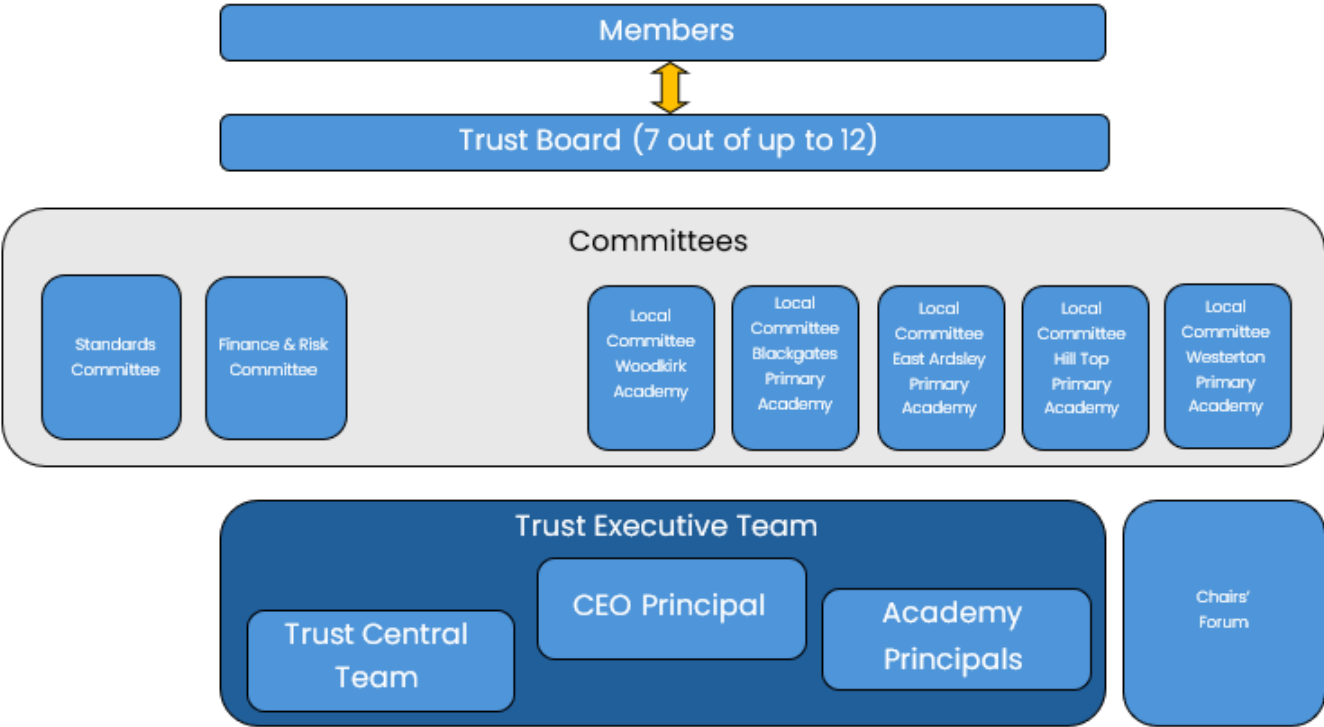 Members
Trust Board (7 out of up to 12)
Committees
Standards
Committee
Finance & Risk
Committee
Local
Committee
Woodkirk
Academy
Local
Committee
Blackgates
Primary
Academy
Local
Committee
East Ardsley
Primary
Academy
Local
Committee
Hill Top
Primary
Academy
Local
Committee
Westerton
Primary
Academy
Trust Executive Team
Trust Central
Team
CEO Principal
Academy
Principals
Chairs'
Forum